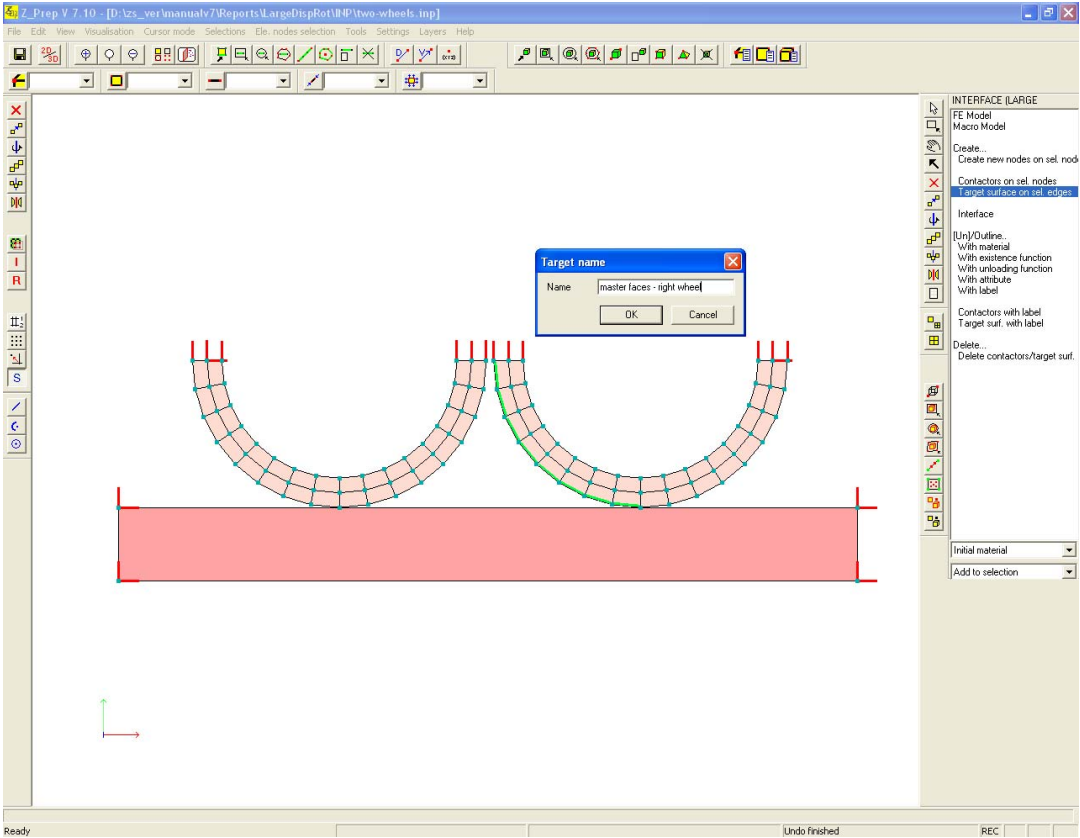 Z_Prep V 7.10 - [D:\zs_ver\manualv7\Reports\LargeDispRot\INP\two-wheels.inp]
File Edit View Visualisation Cursor mode Selections Ele. nodes selection Tools Settings Layers Help
2D
3D
INTERFACE (LARGE
FE Model
Macro Model
Create...
Create new nodes on sel. nod
Contactors on sel. nodes
Target surface on sel. edges
Interface
[Un]/Outline..
With material
With existence function
With unloading function
With attribute
With label
Contactors with label
Target surf. with label
Delete...
Delete contactors/target surf.
Initial material
Add to selection
Target name
Name master faces - right wheel
OK Cancel
I
R
S
Ready Undo finished REC